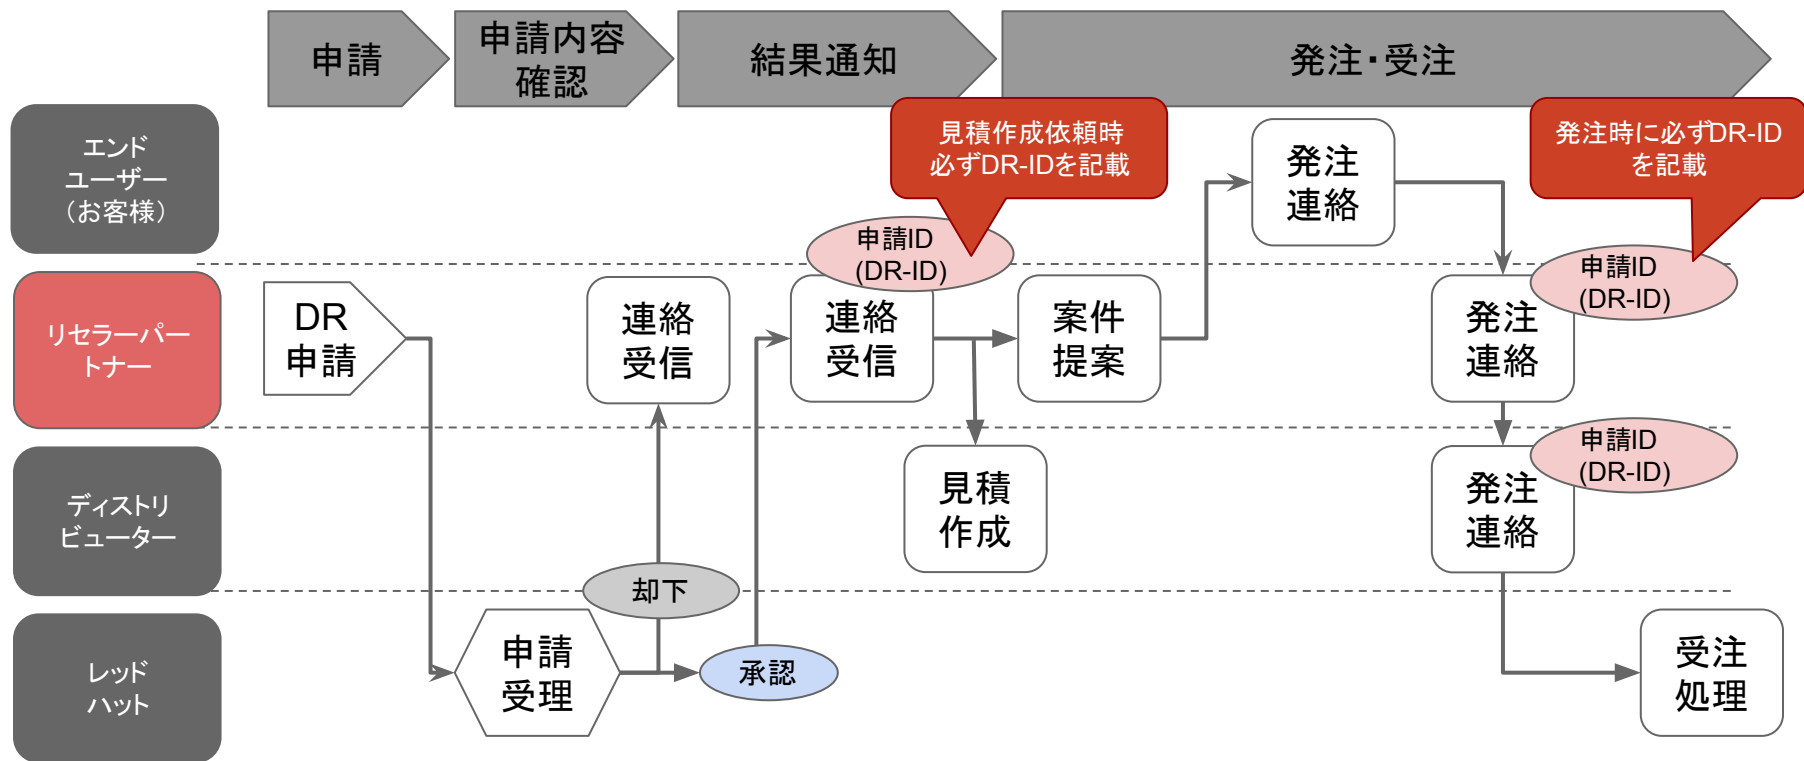 申請
申請内容
確認
結果通知
発注・受注
エンド
ユーザー
（お客様）
見積作成依頼時
必ずDR-IDを記載
発注
連絡
発注時に必ずDR-ID
を記載
申請ID
(DR-ID)
リセラーパー
トナー
DR
申請
連絡
受信
連絡
受信
案件
提案
発注
連絡
申請ID
(DR-ID)
ディストリ
ビューター
見積
作成
発注
連絡
申請ID
(DR-ID)
却下
レッド
ハット
申請
受理
承認
受注
処理